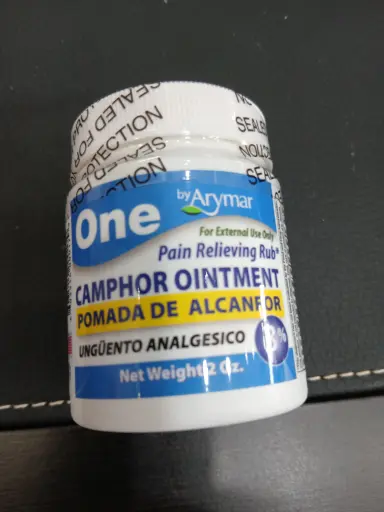 SEALED FOR
PROTECTION
SEALED FOR
One
by Arymar
For External Use Only
Pain Relieving Rub*
CAMPHOR OINTMENT
POMADA DE ALCANFOR
UNGÜENTO ANALGESICO
Net Weight 2 Oz.